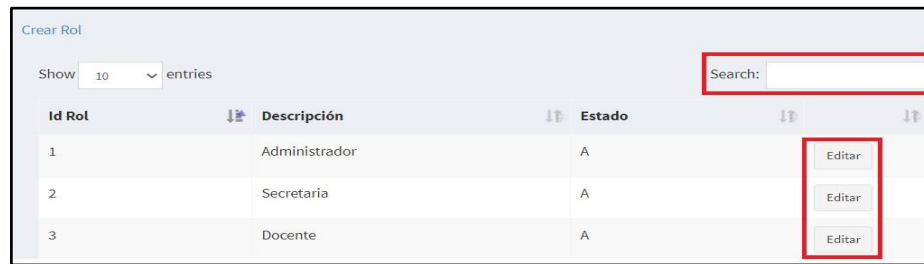 Crear Rol
Show 10 entries Search:
Id Rol Descripción Estado
1 Administrador A Editar
2 Secretaria A Editar
3 Docente A Editar